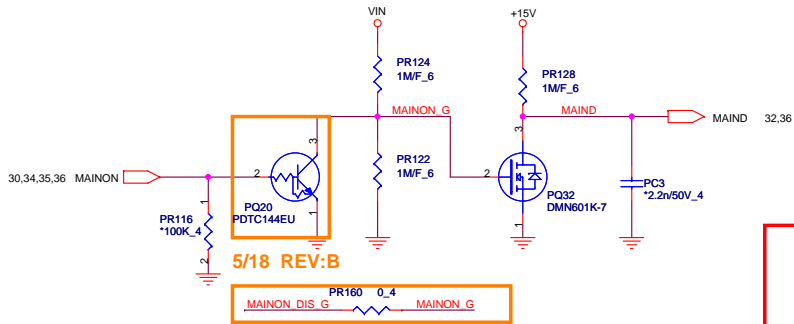 VIN
+15V
PR124
1M/F_6
PR128
1M/F_6
MAINON_G
MAIND
MAIND 32,36
3
3
30,34,35,36 MAINON
2
PR122
1M/F_6
2
PQ20
PDTC144EU
1
PQ32
DMN601K-7
1
PC3
*2.2n/50V_4
1
PR116
*100K_4
2
5/18 REV:B
PR160 0_4
MAINON_DIS_G
MAINON_G